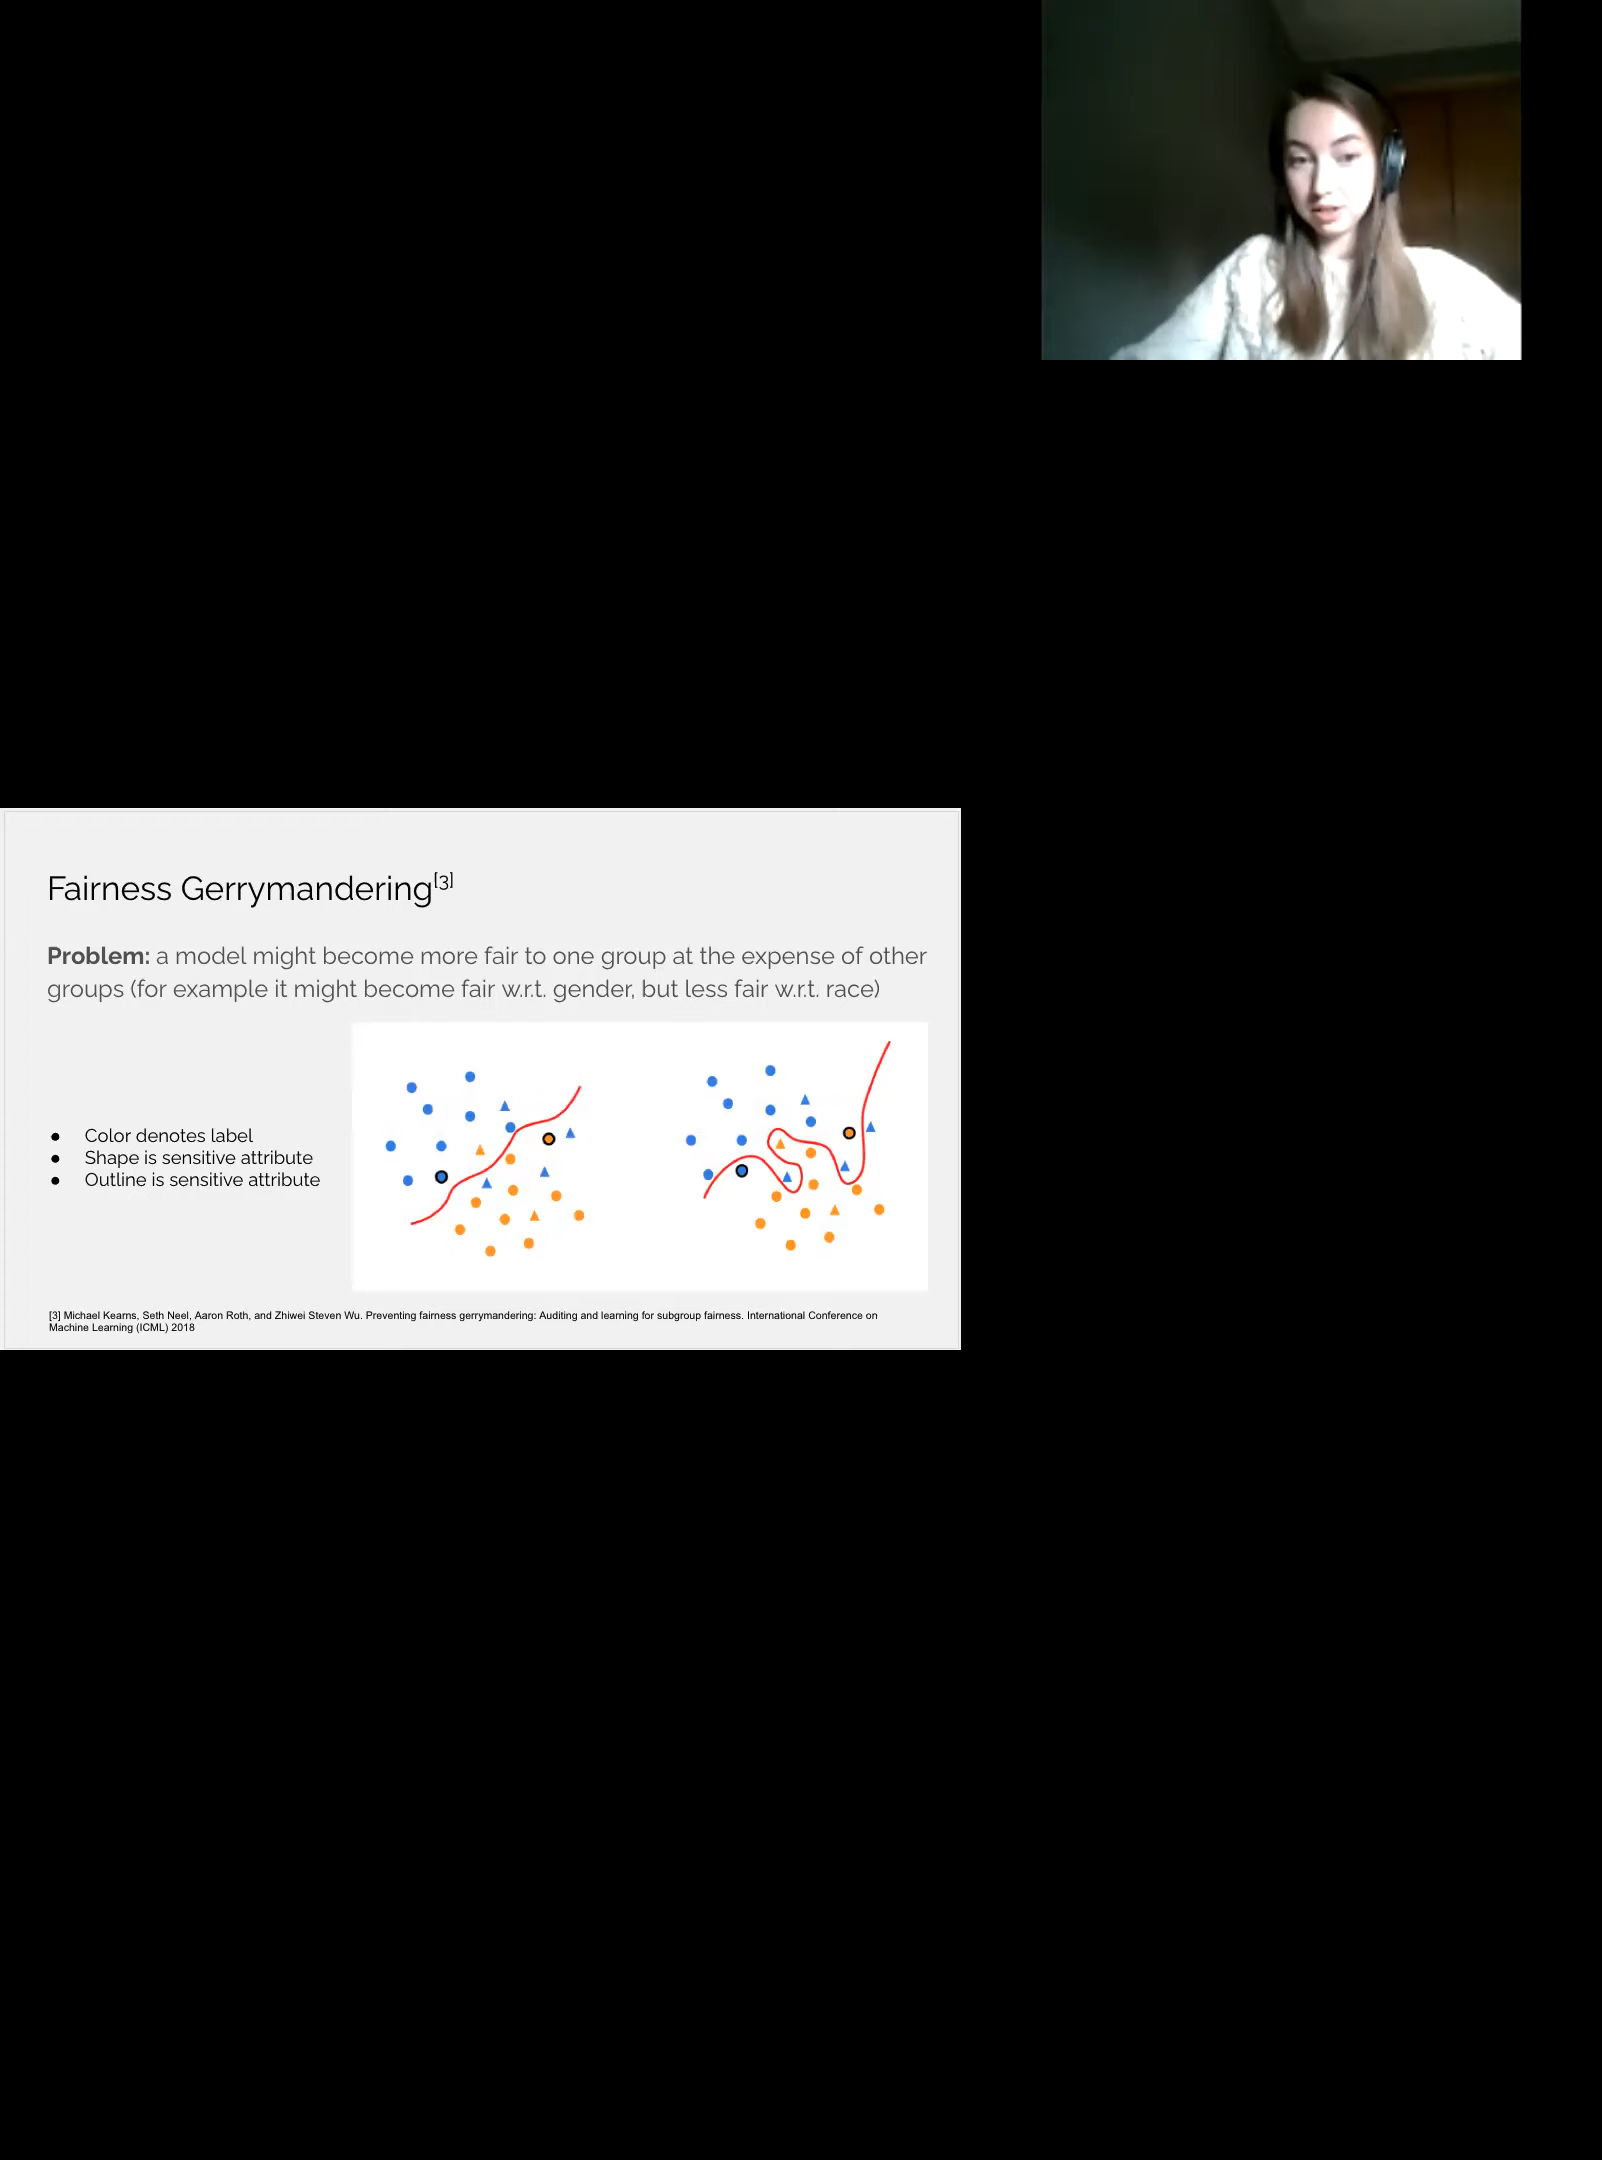 Fairness Gerrymandering[3]
Problem: a model might become more fair to one group at the expense of other
groups (for example it might become fair w.r.t. gender, but less fair w.r.t. race)
● Color denotes label
● Shape is sensitive attribute
● Outline is sensitive attribute
[3] Michael Kearns, Seth Neel, Aaron Roth, and Zhiwei Steven Wu. Preventing fairness gerrymandering: Auditing and learning for subgroup fairness. International Conference on
Machine Learning (ICML) 2018